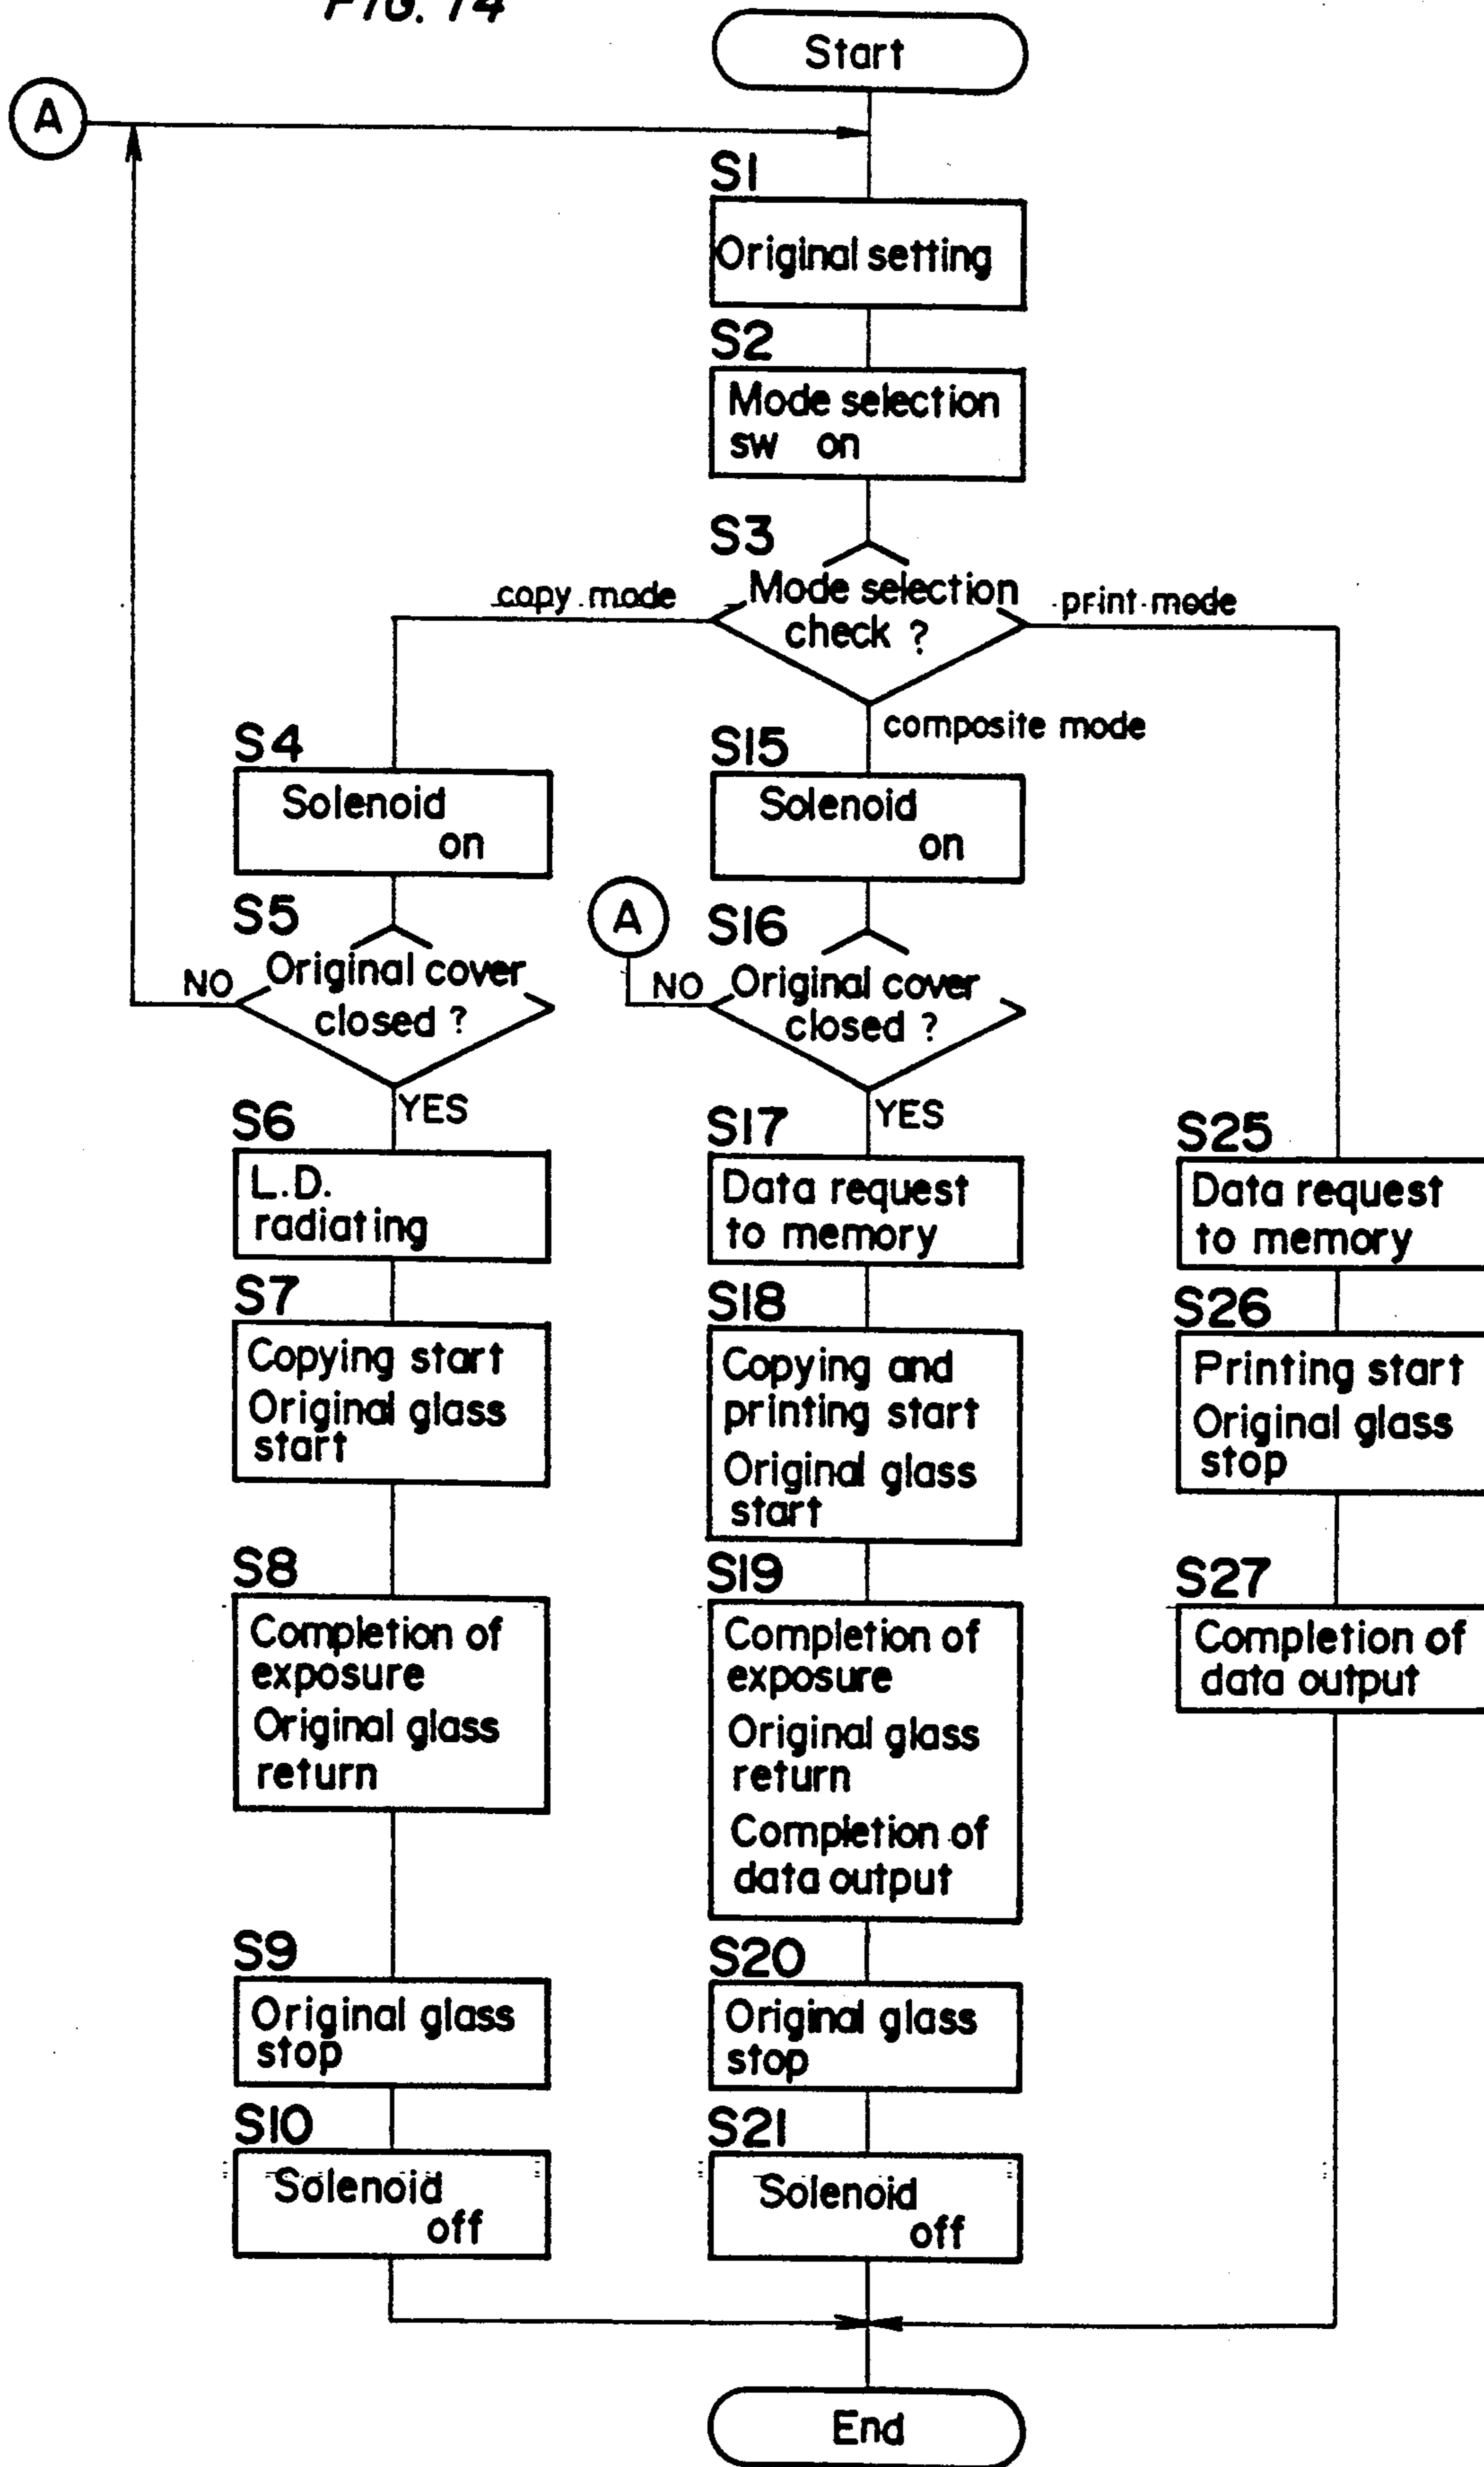 FIG. 14
Start
A
S1
Original setting
S2
Mode selection
sw on
S3
Mode selection
check ?
copy mode
print mode
composite mode
S4
Solenoid
on
S5
Original cover
closed ?
NO
YES
S6
L.D.
radiating
S7
Copying start
Original glass
start
S8
Completion of
exposure
Original glass
return
S9
Original glass
stop
S10
Solenoid
off
S15
Solenoid
on
A
S16
Original cover
closed ?
NO
YES
S17
Data request
to memory
S18
Copying and
printing start
Original glass
start
S19
Completion of
exposure
Original glass
return
Completion of
data output
S20
Original glass
stop
S21
Solenoid
off
S25
Data request
to memory
S26
Printing start
Original glass
stop
S27
Completion of
data output
End